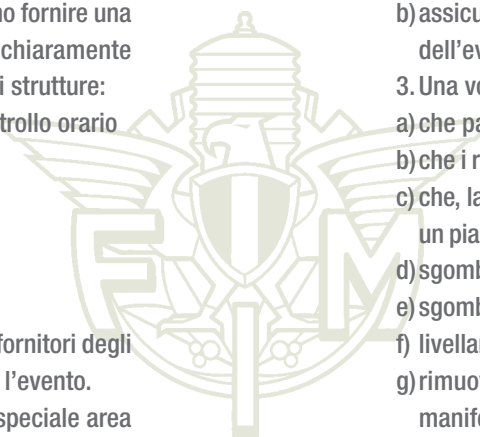 no fornire una
chiaramente
i strutture:
trollo orario
fornitori degli
l'evento.
speciale area
b) assicu
dell'ev
3. Una vo
a) che pa
b) che i r
c) che, la
un pia
d) sgomb
e) sgomb
f) livellar
g) rimuov
manife
F M